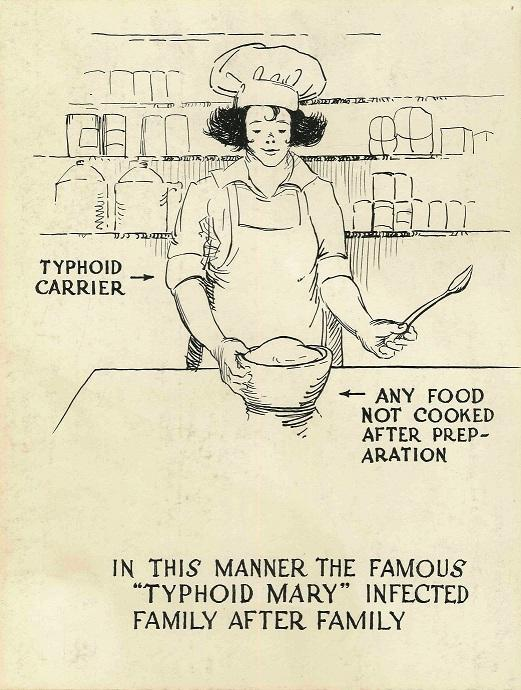 TYPHOID
CARRIER
ANY FOOD
NOT COOKED
AFTER PREP-
ARATION
IN THIS MANNER THE FAMOUS
"TYPHOID MARY" INFECTED
FAMILY AFTER FAMILY